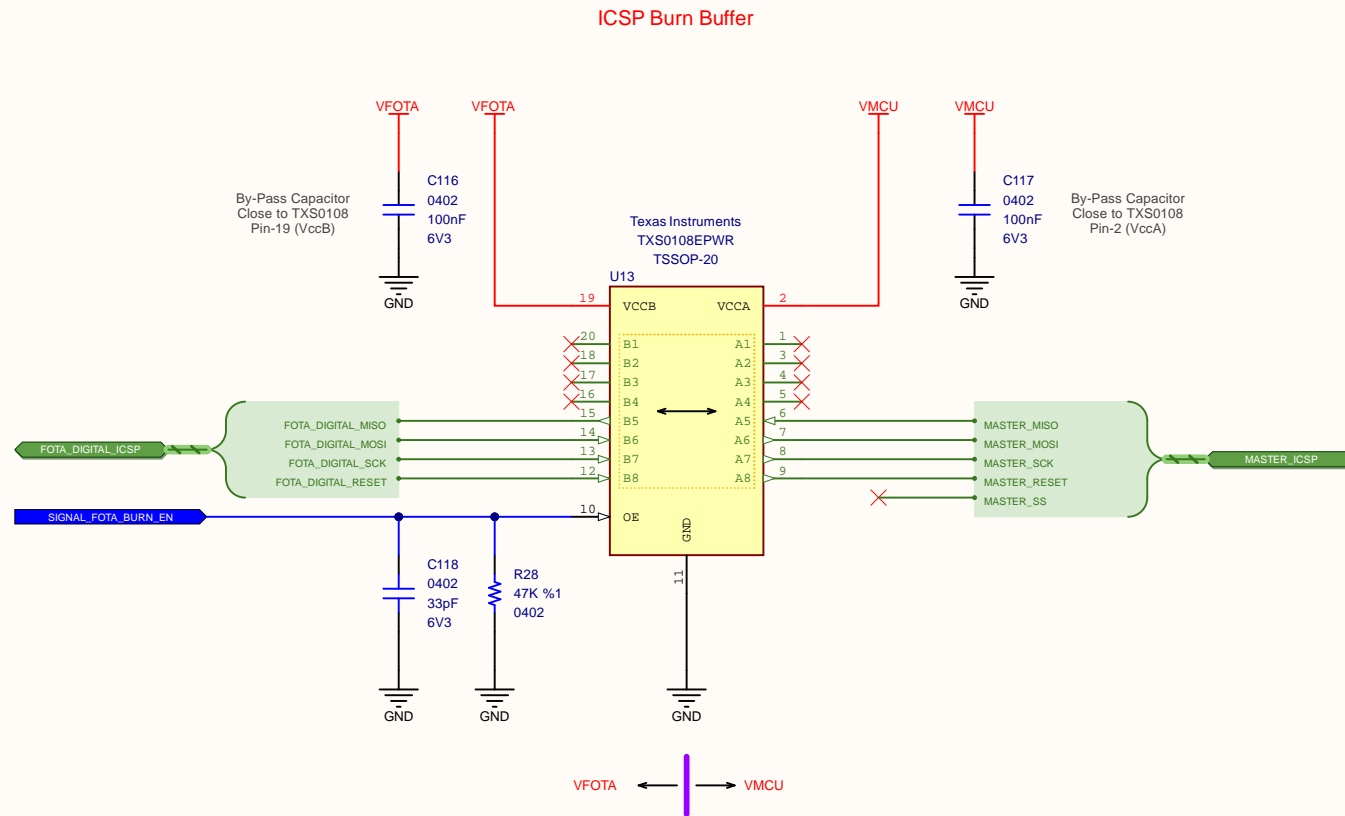 ICSP Burn Buffer
VFOTA
VFOTA
VMCU
VMCU
C116
0402
100nF
6V3
By-Pass Capacitor
Close to TXS0108
Pin-19 (VccB)
GND
C117
0402
100nF
6V3
By-Pass Capacitor
Close to TXS0108
Pin-2 (VccA)
GND
Texas Instruments
TXS0108EPWR
TSSOP-20
U13
19 VCCB VCCA 2
20 B1 A1 1
18 B2 A2 3
17 B3 A3 4
16 B4 A4 5
15 B5 A5 6
14 B6 A6 7
13 B7 A7 8
12 B8 A8 9
10 OE
GND
11
FOTA_DIGITAL_ICSP
FOTA_DIGITAL_MISO
FOTA_DIGITAL_MOSI
FOTA_DIGITAL_SCK
FOTA_DIGITAL_RESET
MASTER_MISO
MASTER_MOSI
MASTER_SCK
MASTER_RESET
MASTER_SS
MASTER_ICSP
SIGNAL_FOTA_BURN_EN
C118
0402
33pF
6V3
R28
47K %1
0402
GND
GND
GND
VFOTA
VMCU